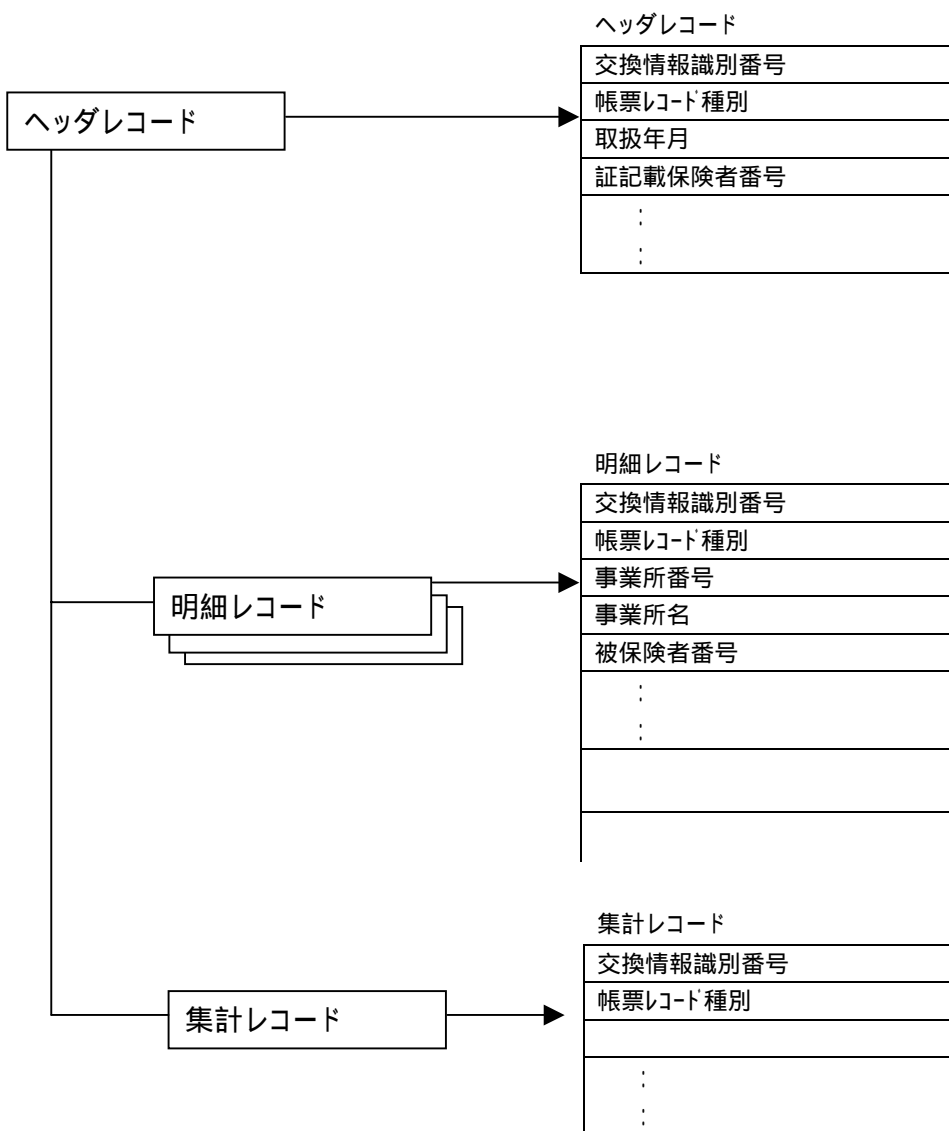 ヘッダレコード
ヘッダレコード
交換情報識別番号
帳票ﾚｺｰﾄﾞ種別
取扱年月
証記載保険者番号
:
:
明細レコード
明細レコード
交換情報識別番号
帳票ﾚｺｰﾄﾞ種別
事業所番号
事業所名
被保険者番号
:
:
集計レコード
集計レコード
交換情報識別番号
帳票ﾚｺｰﾄﾞ種別
:
: